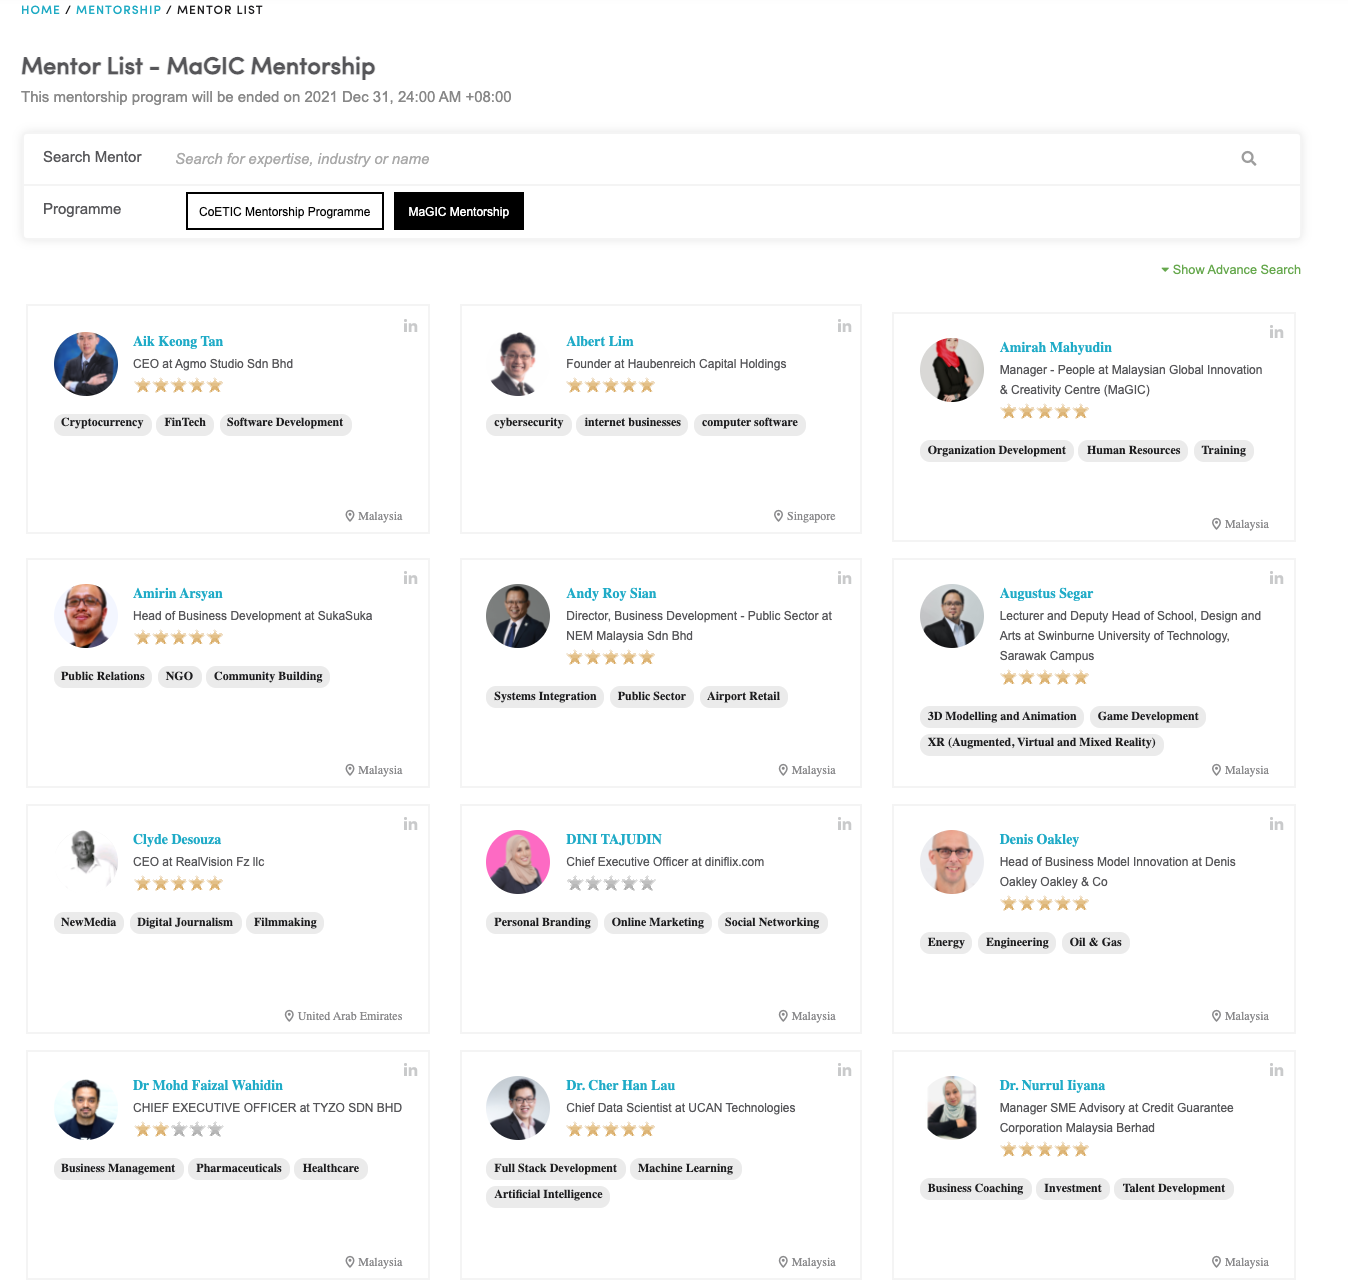 HOME / MENTORSHIP / MENTOR LIST
Mentor List - MaGIC Mentorship
This mentorship program will be ended on 2021 Dec 31, 24:00 AM +08:00
Search Mentor Search for expertise, industry or name
Programme CoETIC Mentorship Programme MaGIC Mentorship
Show Advance Search
in
Aik Keong Tan
CEO at Agmo Studio Sdn Bhd
Cryptocurrency FinTech Software Development
Malaysia
in
Albert Lim
Founder at Haubenreich Capital Holdings
cybersecurity internet businesses computer software
Singapore
in
Amirah Mahyudin
Manager - People at Malaysian Global Innovation
& Creativity Centre (MaGIC)
Organization Development Human Resources Training
Malaysia
in
Amirin Arsyan
Head of Business Development at SukaSuka
Public Relations NGO Community Building
Malaysia
in
Andy Roy Sian
Director, Business Development - Public Sector at
NEM Malaysia Sdn Bhd
Systems Integration Public Sector Airport Retail
Malaysia
in
Augustus Segar
Lecturer and Deputy Head of School, Design and
Arts at Swinburne University of Technology,
Sarawak Campus
3D Modelling and Animation Game Development
XR (Augmented, Virtual and Mixed Reality)
Malaysia
in
Clyde Desouza
CEO at RealVision Fz llc
NewMedia Digital Journalism Filmmaking
United Arab Emirates
in
DINI TAJUDIN
Chief Executive Officer at diniflix.com
Personal Branding Online Marketing Social Networking
Malaysia
in
Denis Oakley
Head of Business Model Innovation at Denis
Oakley Oakley & Co
Energy Engineering Oil & Gas
Malaysia
in
Dr Mohd Faizal Wahidin
CHIEF EXECUTIVE OFFICER at TYZO SDN BHD
Business Management Pharmaceuticals Healthcare
Malaysia
in
Dr. Cher Han Lau
Chief Data Scientist at UCAN Technologies
Full Stack Development Machine Learning
Artificial Intelligence
Malaysia
in
Dr. Nurrul Iiyana
Manager SME Advisory at Credit Guarantee
Corporation Malaysia Berhad
Business Coaching Investment Talent Development
Malaysia